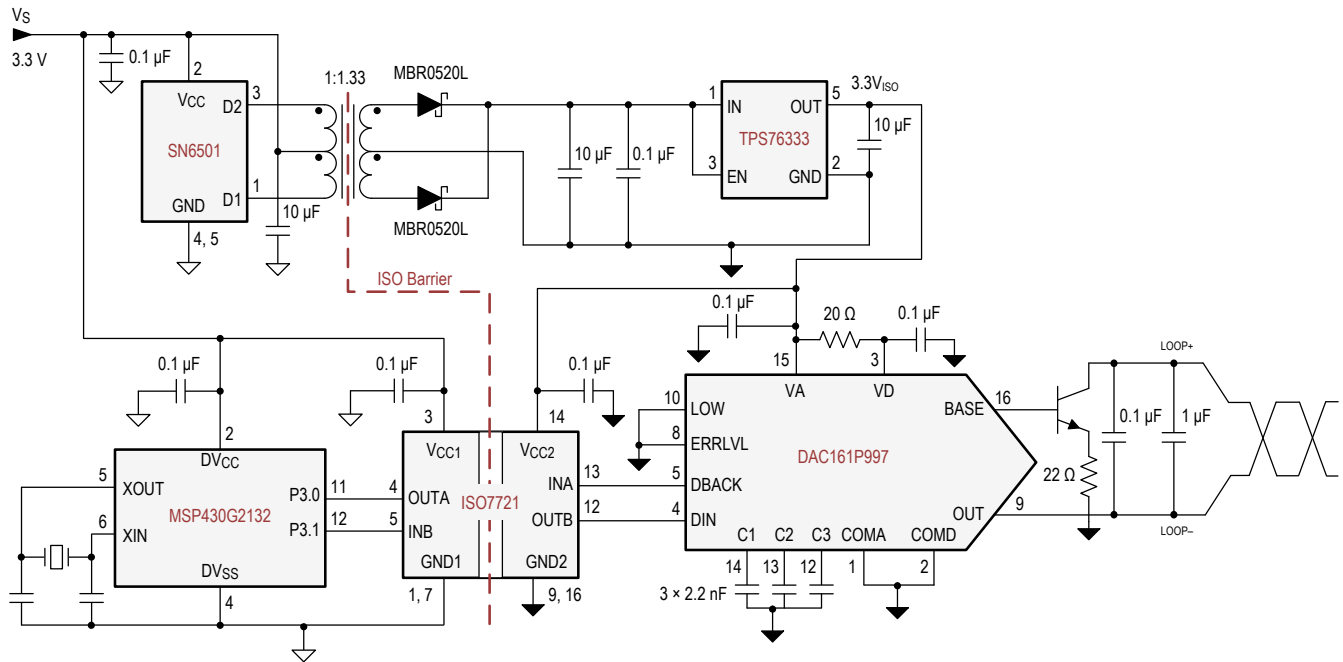 VS
3.3 V
0.1 µF
2
VCC
D2
3
SN6501
D1
1
GND
4, 5
10 µF
1:1.33
MBR0520L
MBR0520L
10 µF
0.1 µF
1
IN
OUT
5
TPS76333
3
EN
GND
2
3.3VISO
10 µF
ISO Barrier
0.1 µF
2
DVCC
5
XOUT
MSP430G2132
6
XIN
P3.0
11
P3.1
12
DVSS
4
0.1 µF
3
14
VCC1
VCC2
0.1 µF
4
OUTA
ISO7721
INA
13
5
INB
OUTB
12
GND1
GND2
1, 7
9, 16
0.1 µF
20 Ω
0.1 µF
15
3
VA
VD
10
LOW
8
ERRLVL
DAC161P997
5
DBACK
4
DIN
BASE
16
OUT
9
C1
C2
C3
COMA
COMD
14
13
12
1
2
3 × 2.2 nF
22 Ω
0.1 µF
1 µF
LOOP+
LOOP–